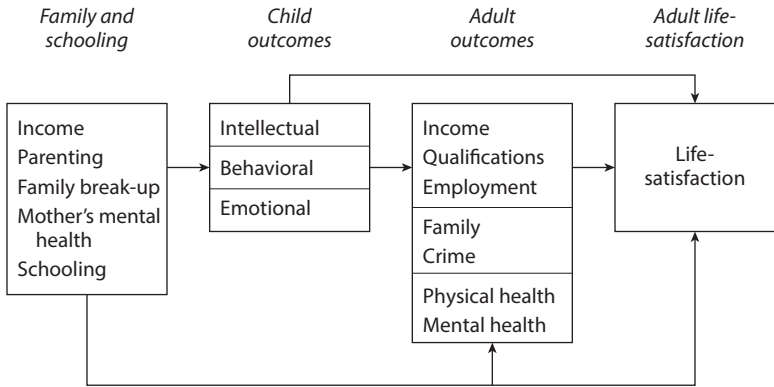 Family and
schooling
Child
outcomes
Adult
outcomes
Adult life-
satisfaction
Income
Parenting
Family break-up
Mother's mental
health
Schooling
Intellectual
Behavioral
Emotional
Income
Qualifications
Employment
Family
Crime
Physical health
Mental health
Life-
satisfaction